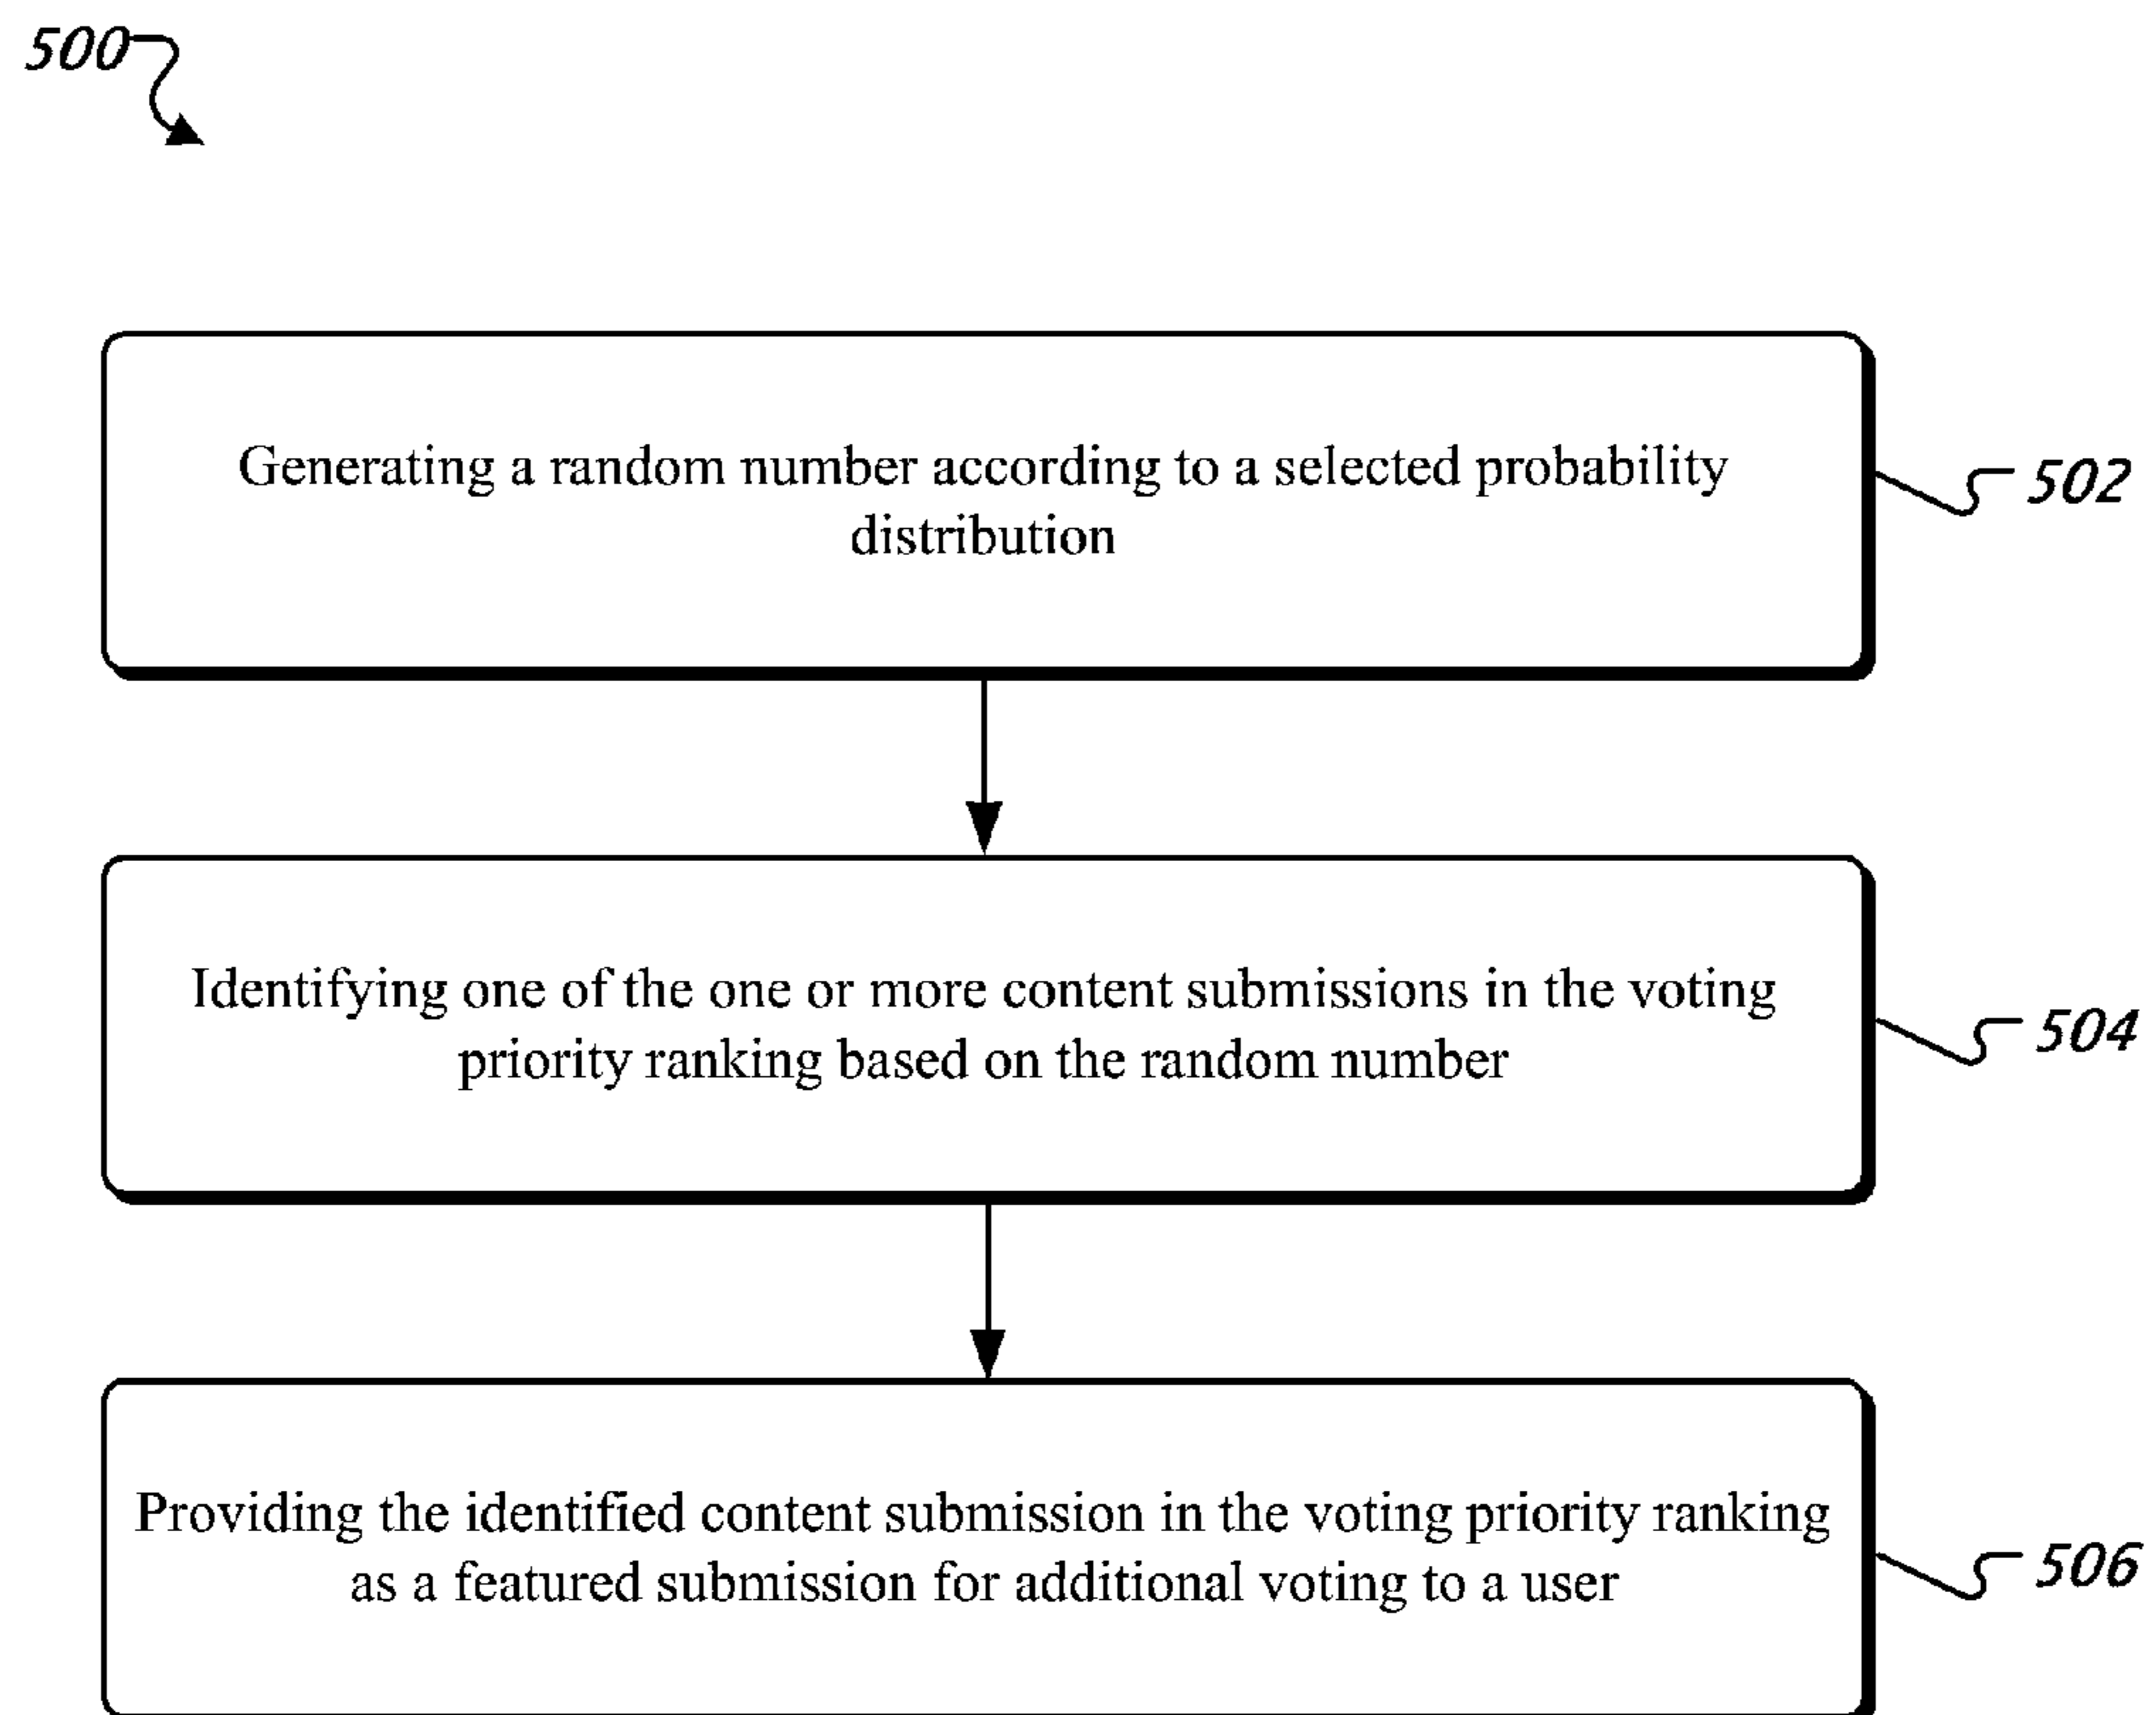 500
Generating a random number according to a selected probability
distribution
502
Identifying one of the one or more content submissions in the voting
priority ranking based on the random number
504
Providing the identified content submission in the voting priority ranking
as a featured submission for additional voting to a user
506